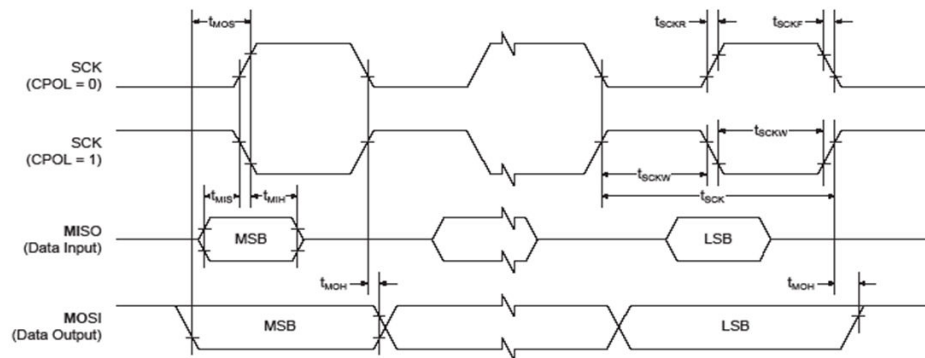 tMOS
tSCKR
tSCKF
SCK
(CPOL = 0)
SCK
(CPOL = 1)
tSCKW
tSCKW
tMIS
tMIH
tSCK
MISO
(Data Input)
MSB
LSB
tMOH
tMOH
MOSI
(Data Output)
MSB
LSB